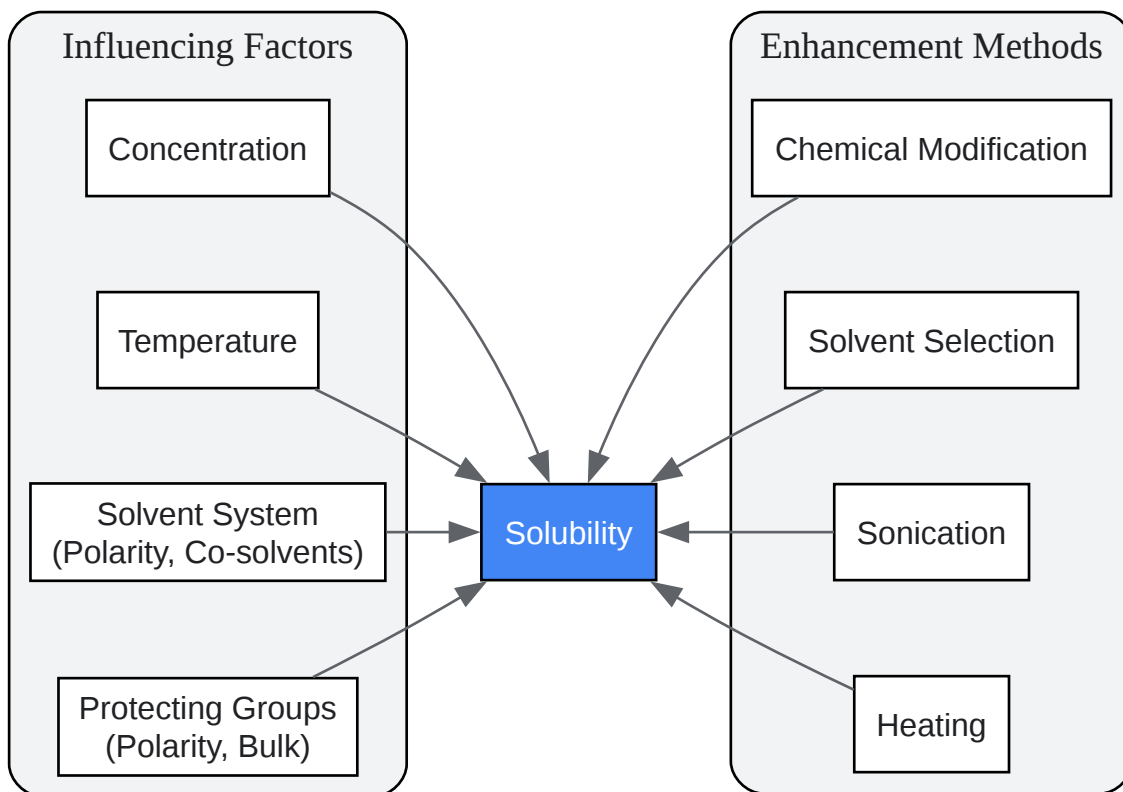 Influencing Factors
Concentration
Temperature
Solvent System
(Polarity, Co-solvents)
Protecting Groups
(Polarity, Bulk)
Solubility
Enhancement Methods
Chemical Modification
Solvent Selection
Sonication
Heating